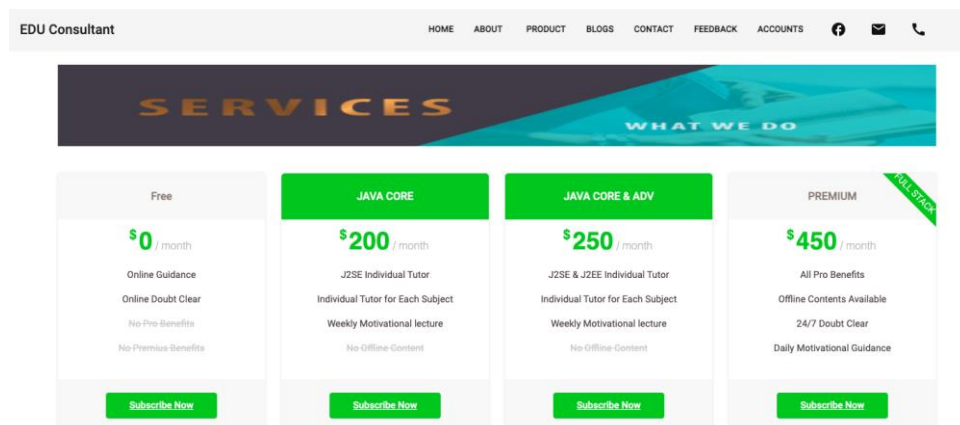 EDU Consultant
HOME ABOUT PRODUCT BLOGS CONTACT FEEDBACK ACCOUNTS
SERVICES
WHAT WE DO
Free
$0 / month
Online Guidance
Online Doubt Clear
No Pro Benefits
No Premius Benefits
Subscribe Now
JAVA CORE
$200 / month
J2SE Individual Tutor
Individual Tutor for Each Subject
Weekly Motivational lecture
No Offline Content
Subscribe Now
JAVA CORE & ADV
$250 / month
J2SE & J2EE Individual Tutor
Individual Tutor for Each Subject
Weekly Motivational lecture
No Offline Content
Subscribe Now
PREMIUM
FULL STACK
$450 / month
All Pro Benefits
Offline Contents Available
24/7 Doubt Clear
Daily Motivational Guidance
Subscribe Now